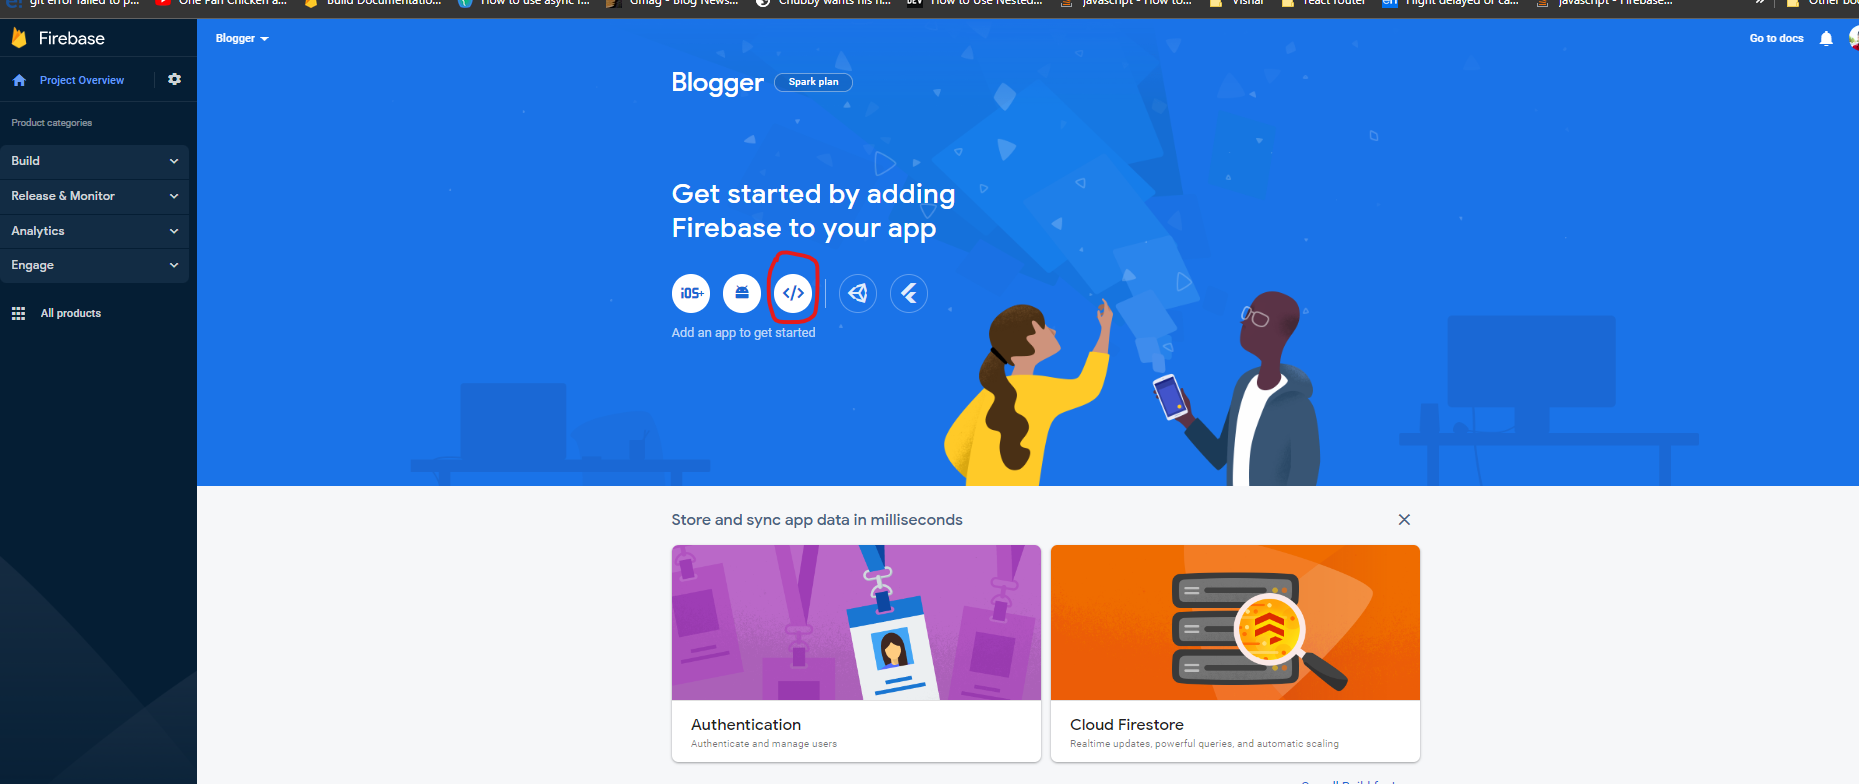 git error failed to p...
One Pan Chicken a...
Build Documentatio...
How to use async f...
Gmag - Blog News...
Chubby wants his n...
How to Use Nested...
javascript - How to...
Vishal
react router
Flight delayed or ca...
javascript - Firebase...
»
Other bo
Firebase
Blogger
Go to docs
Project Overview
Blogger
Spark plan
Product categories
Build
Release & Monitor
Analytics
Engage
All products
Get started by adding
Firebase to your app
iOS+
</>
Add an app to get started
Store and sync app data in milliseconds
Authentication
Authenticate and manage users
Cloud Firestore
Realtime updates, powerful queries, and automatic scaling